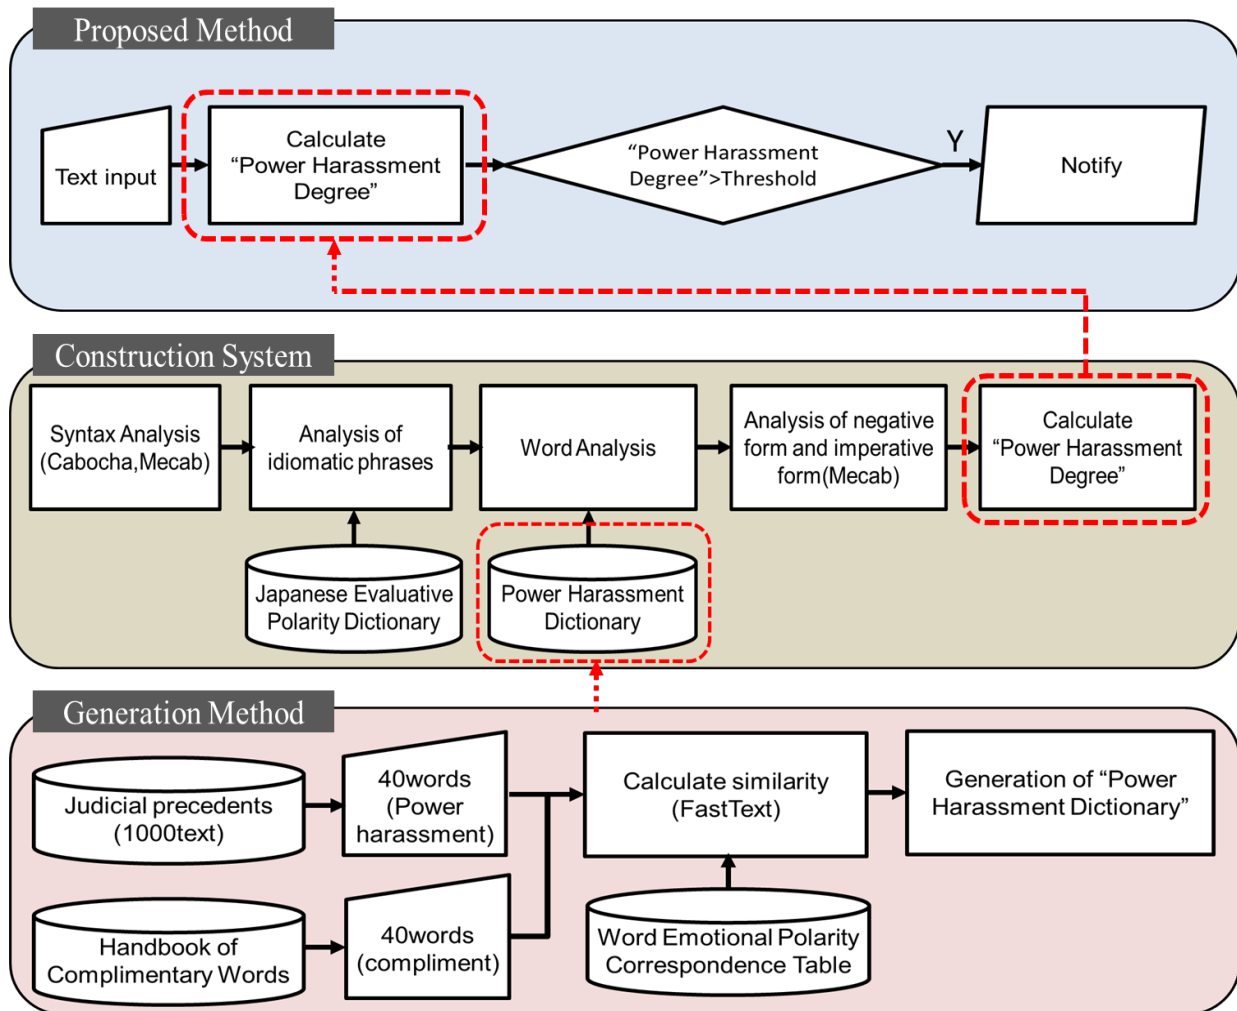 Proposed Method
Text input
Calculate
“Power Harassment
Degree”
“Power Harassment
Degree”>Threshold
Y
Notify
Construction System
Syntax Analysis
(Cabocha,Mecab)
Analysis of
idiomatic phrases
Word Analysis
Analysis of negative
form and imperative
form(Mecab)
Calculate
“Power Harassment
Degree”
Japanese Evaluative
Polarity Dictionary
Power Harassment
Dictionary
Generation Method
Judicial precedents
(1000text)
40words
(Power
harassment)
Calculate similarity
(FastText)
Generation of “Power
Harassment Dictionary”
Handbook of
Complimentary Words
40words
(compliment)
Word Emotional Polarity
Correspondence Table